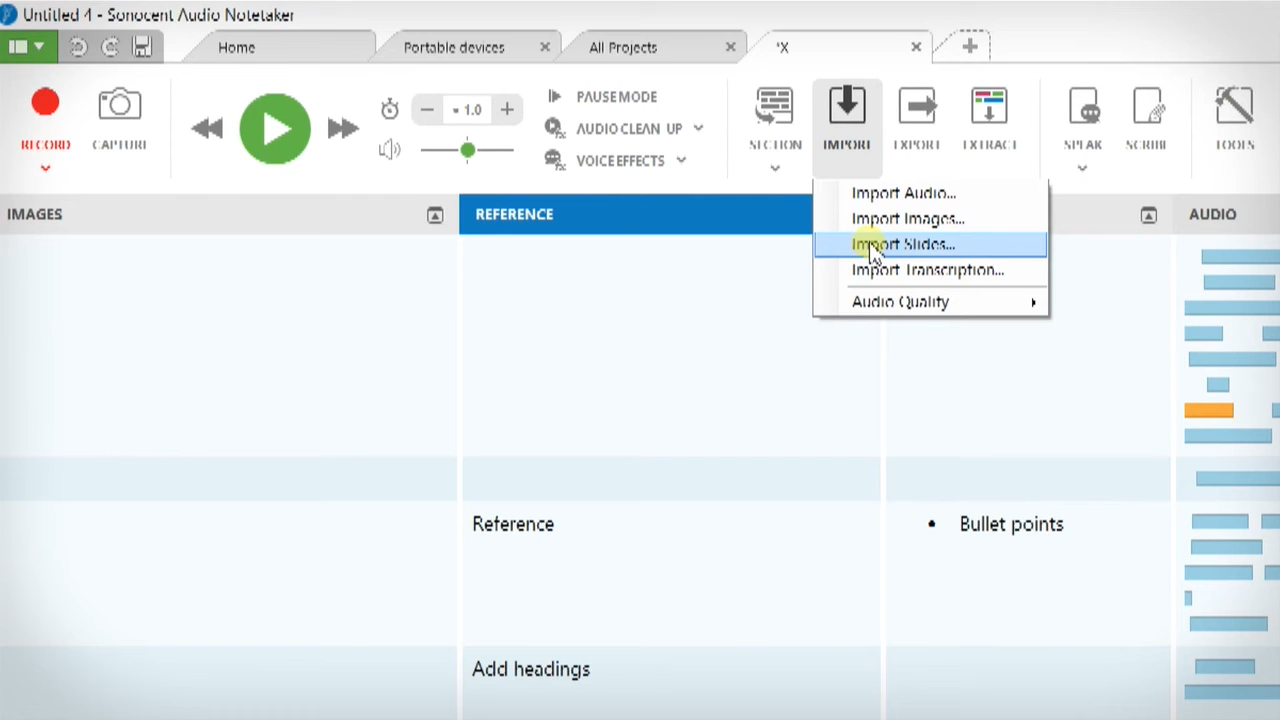 Untitled 4 - Sonocent Audio Notetaker
Home
Portable devices
All Projects
'X
RECORD
CAPTURE
1.0
PAUSE MODE
AUDIO CLEAN UP
VOICE EFFECTS
SECTION
IMPORT
EXPORT
EXTRACT
SPEAK
SCRIBE
TOOLS
Import Audio...
Import Images...
Import Slides...
Import Transcription...
Audio Quality
IMAGES
REFERENCE
AUDIO
Reference
• Bullet points
Add headings